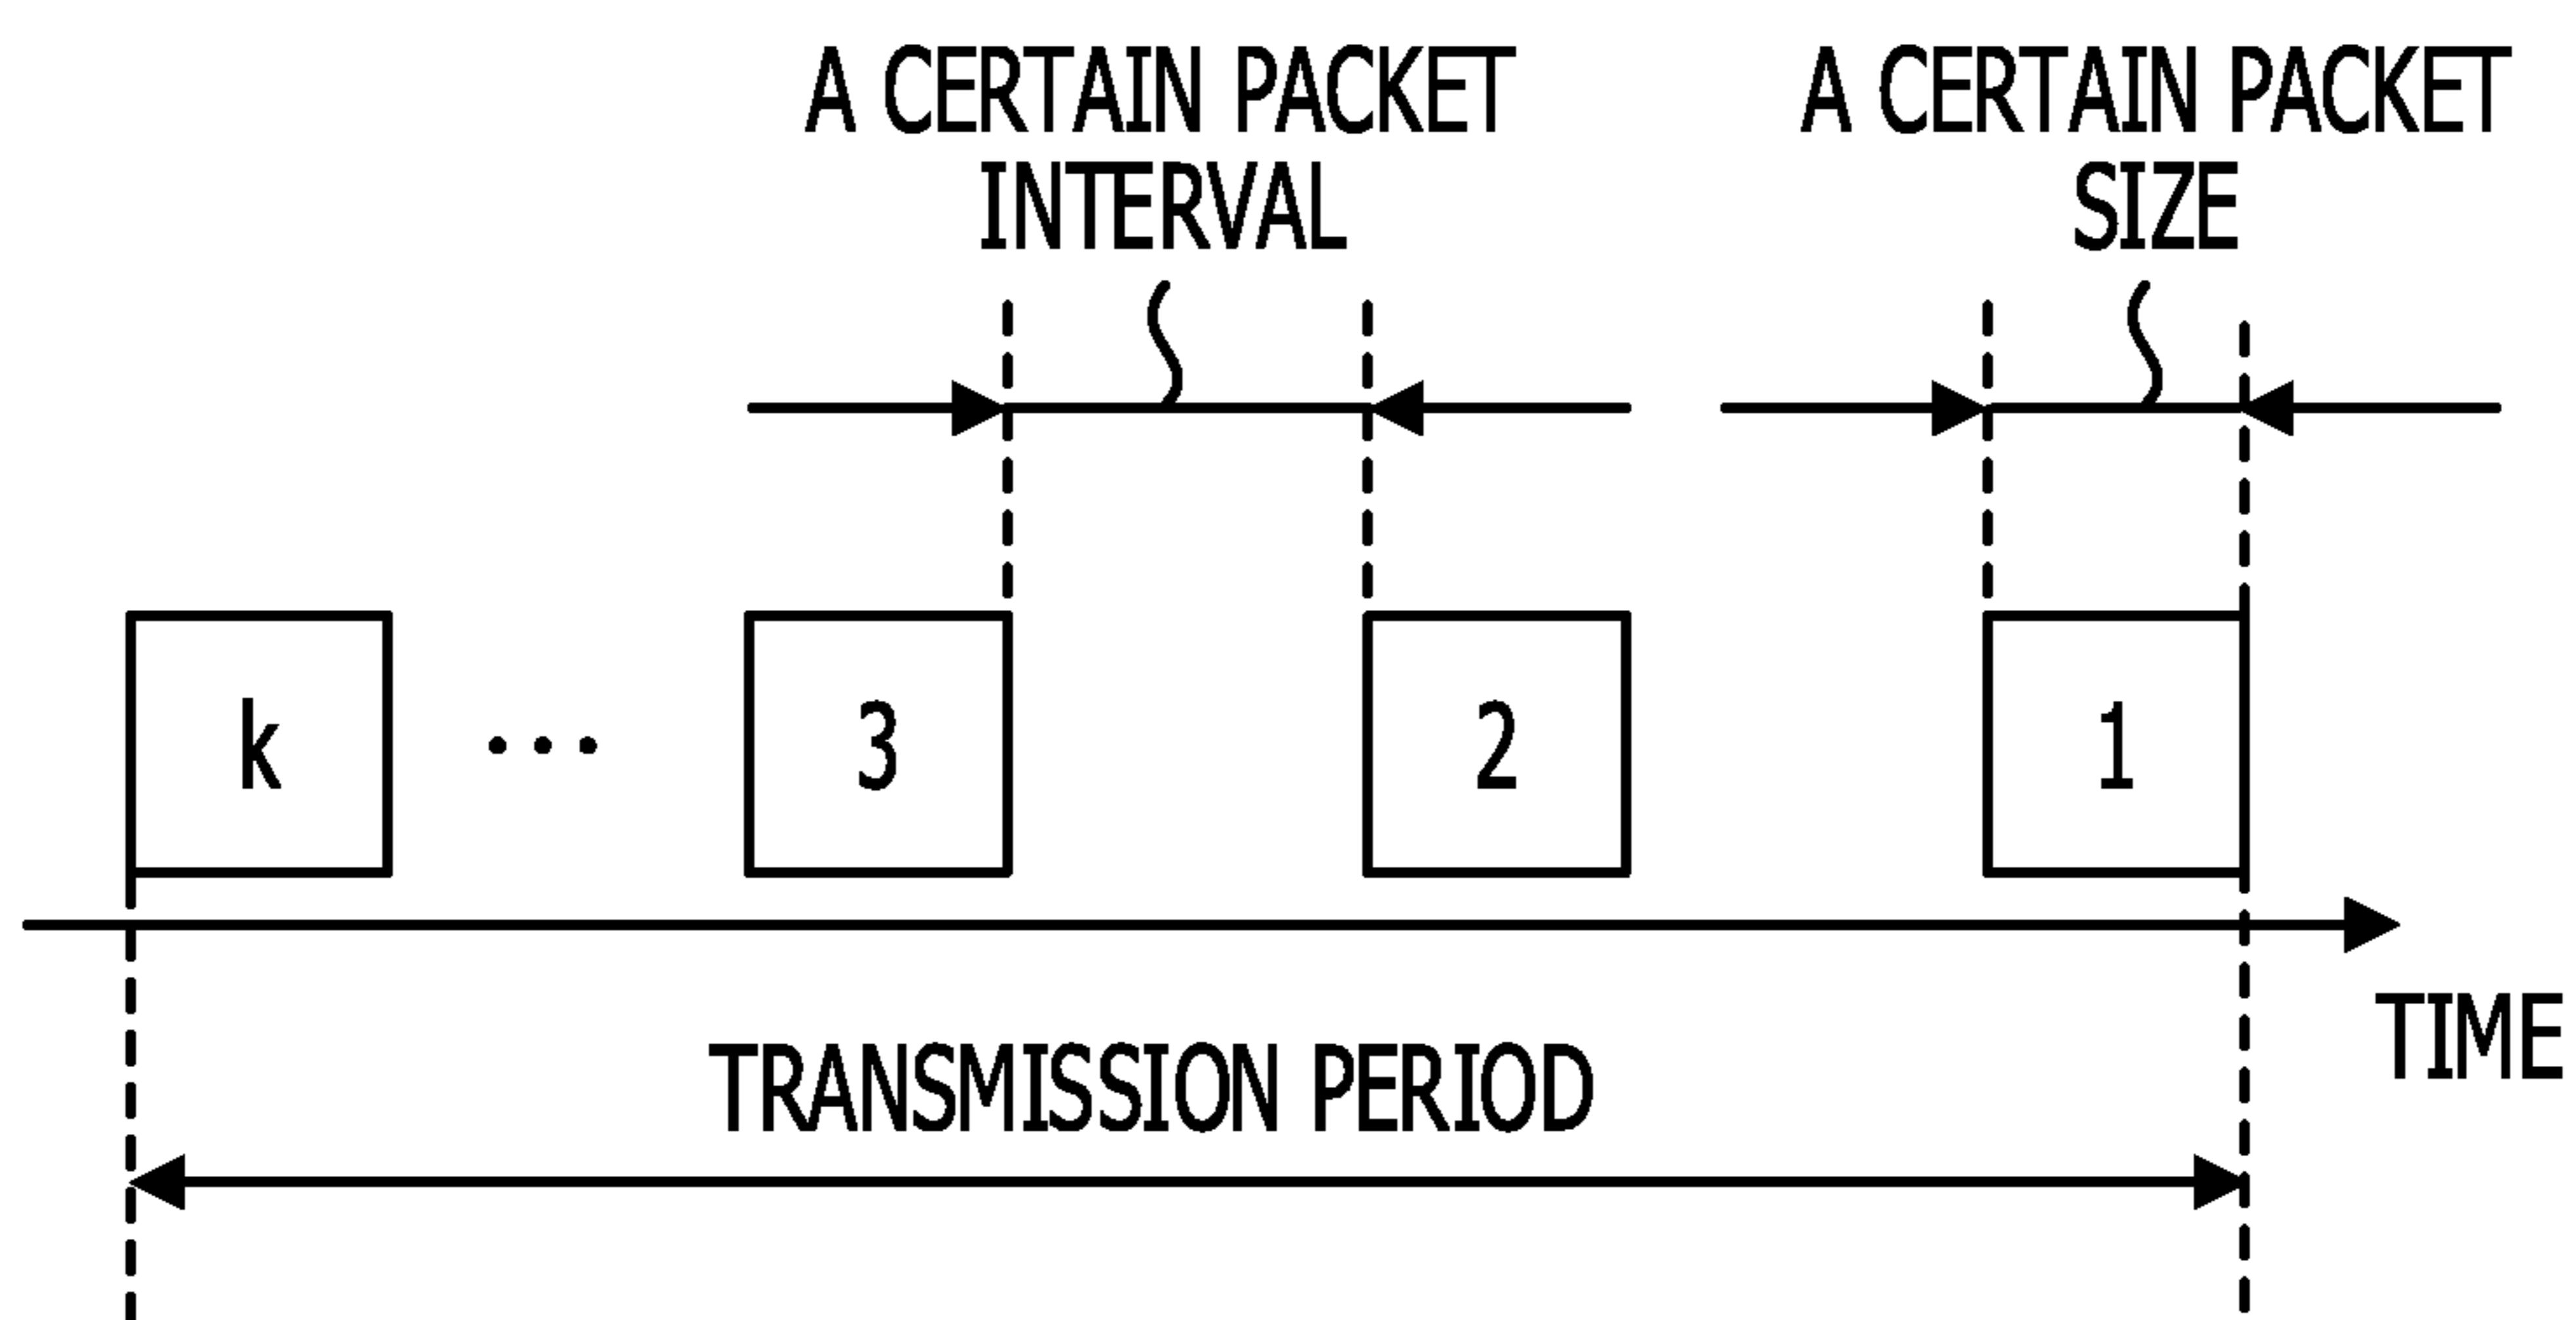 A CERTAIN PACKET
INTERVAL
A CERTAIN PACKET
SIZE
k ... 3 2 1
TIME
TRANSMISSION PERIOD